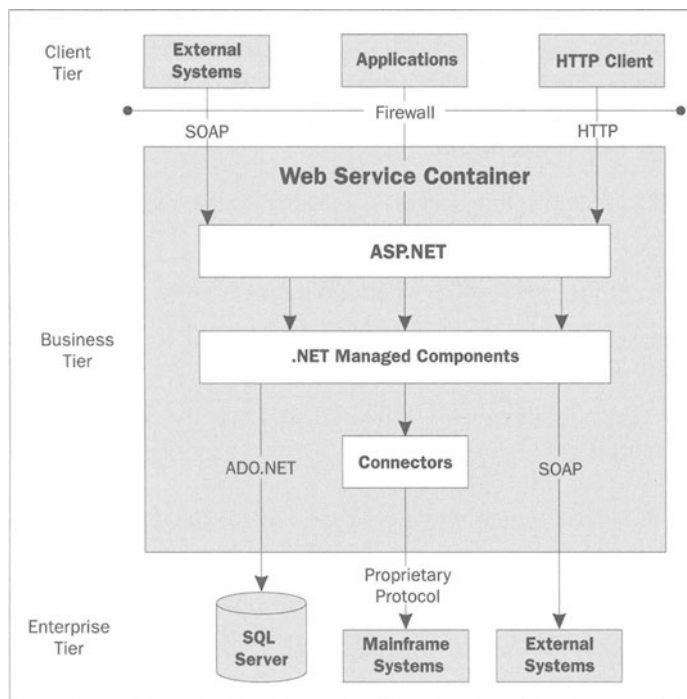 Client
Tier
External
Systems
Applications
HTTP Client
Firewall
SOAP
HTTP
Web Service Container
ASP.NET
Business
Tier
.NET Managed Components
ADO.NET
Connectors
SOAP
Proprietary
Protocol
Enterprise
Tier
SQL
Server
Mainframe
Systems
External
Systems